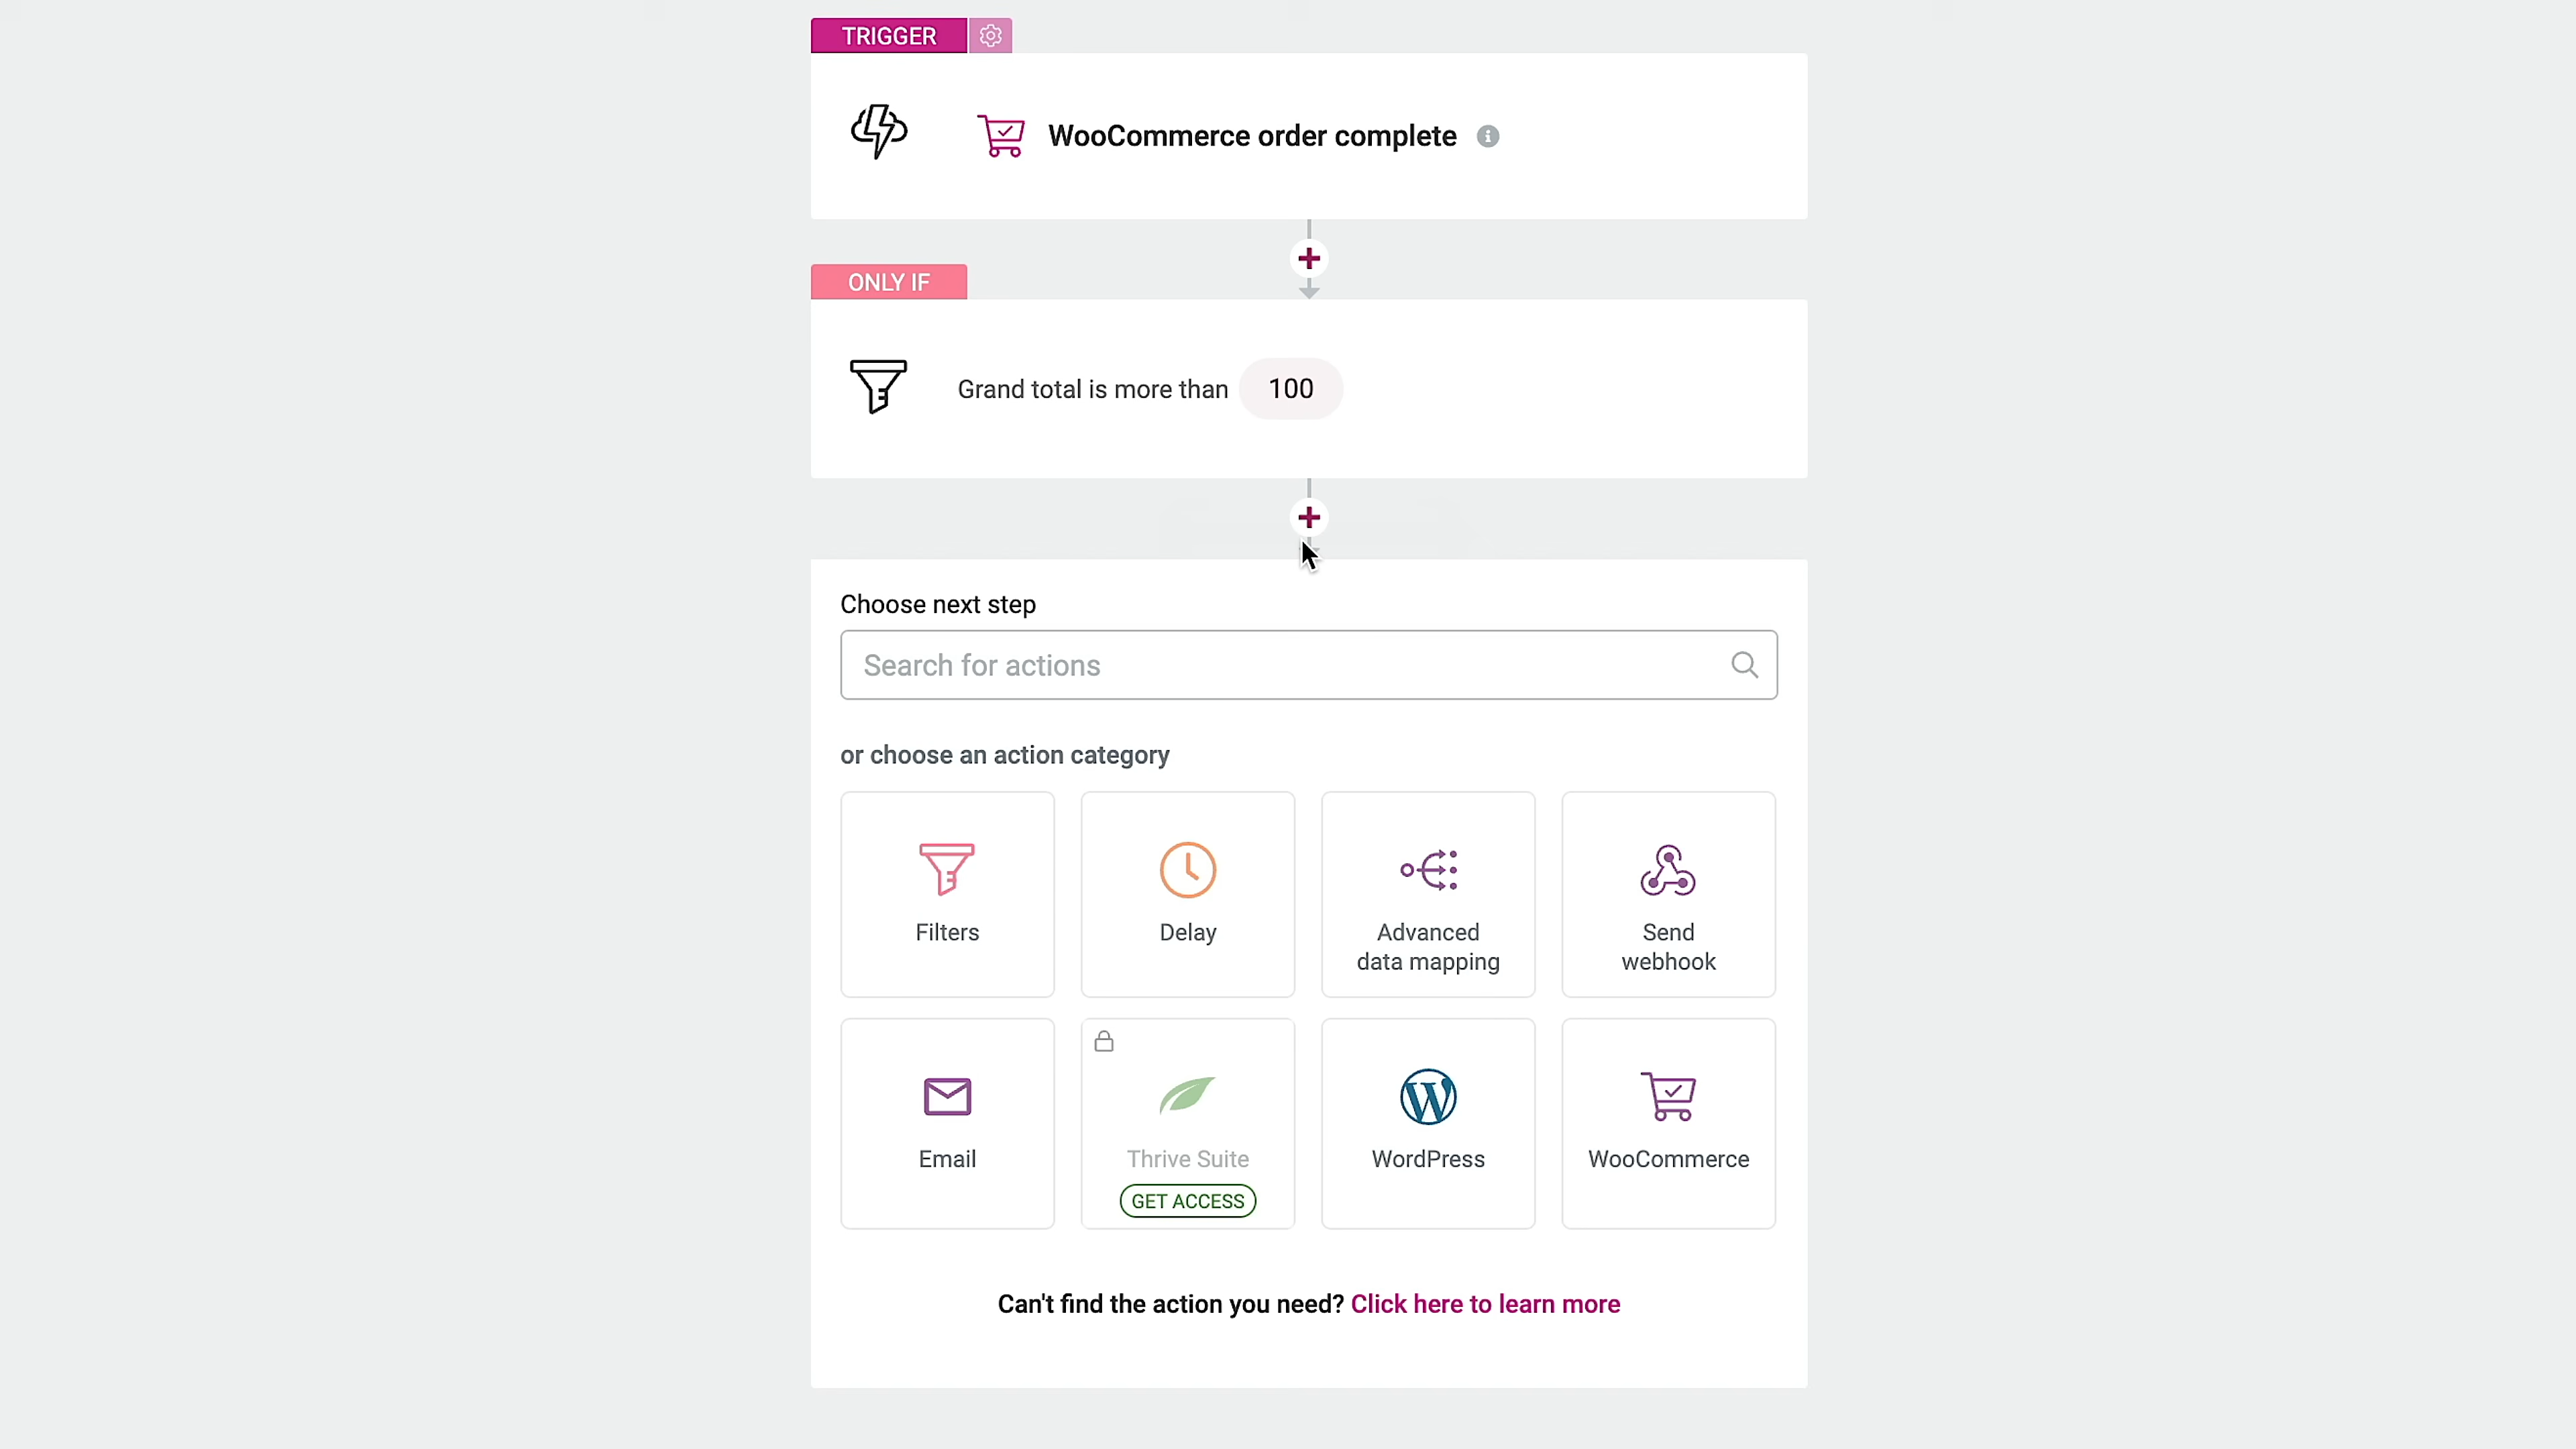 TRIGGER
WooCommerce order complete
ONLY IF
Grand total is more than 100
Choose next step
Search for actions
or choose an action category
Filters
Delay
Advanced
data mapping
Send
webhook
Email
Thrive Suite
GET ACCESS
WordPress
WooCommerce
Can't find the action you need? Click here to learn more